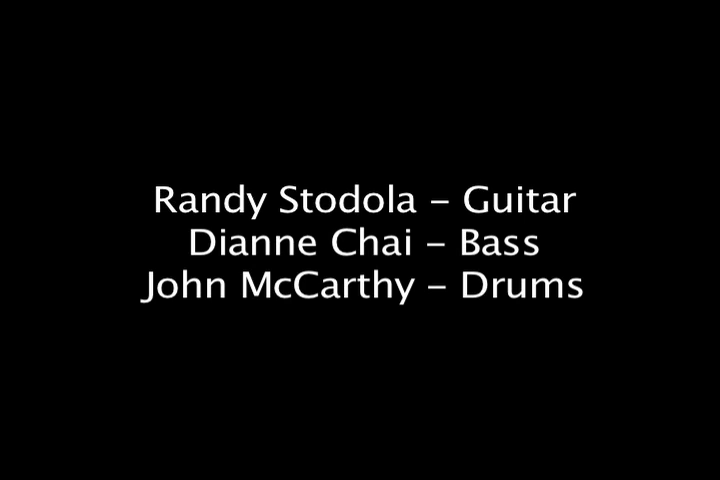 Randy Stodola – Guitar
Dianne Chai – Bass
John McCarthy – Drums